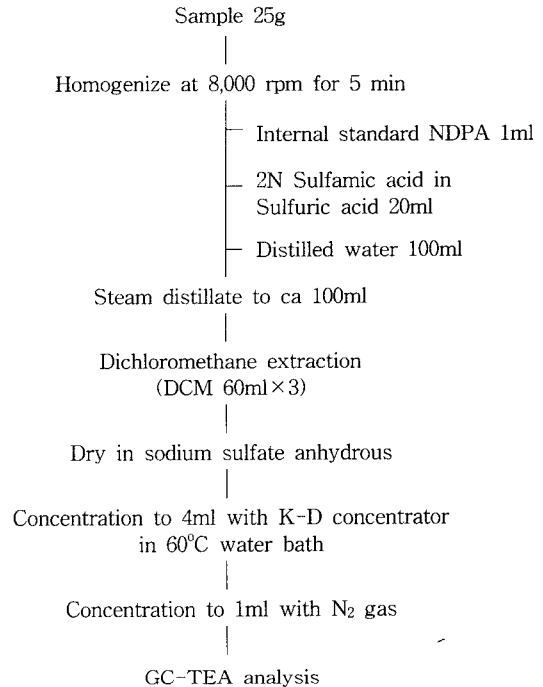 Sample 25g
Homogenize at 8,000 rpm for 5 min
Internal standard NDPA 1ml
2N Sulfamic acid in
Sulfuric acid 20ml
Distilled water 100ml
Steam distillate to ca 100ml
Dichloromethane extraction
(DCM 60ml×3)
Dry in sodium sulfate anhydrous
Concentration to 4ml with K-D concentrator
in 60°C water bath
Concentration to 1ml with N₂ gas
GC-TEA analysis